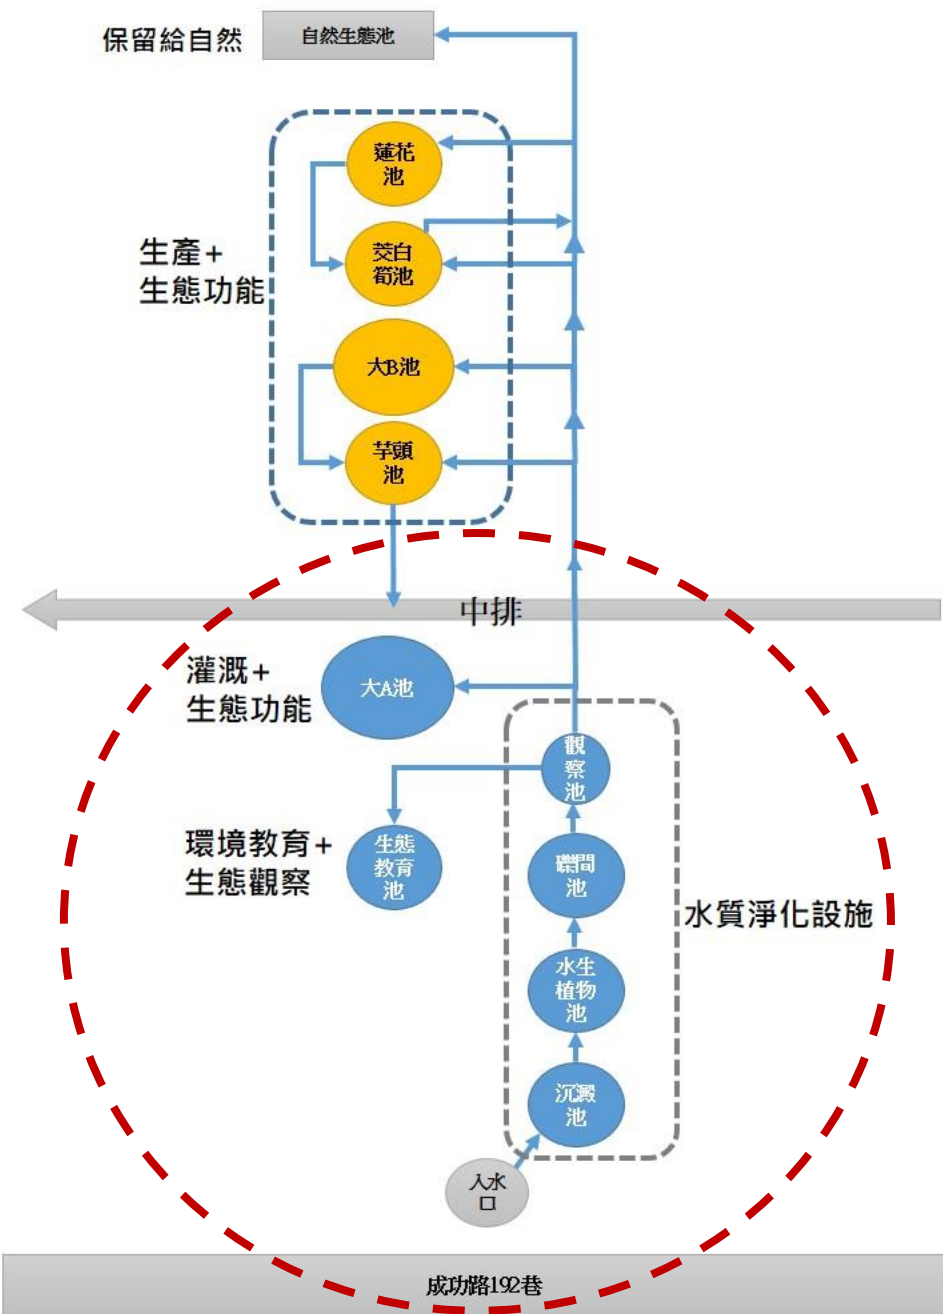 保留給自然
自然生態池
蓮花
池
生產+
生態功能
茭白
筍池
大B池
芋頭
池
中排
灌溉+
生態功能
大A池
觀
察
池
環境教育+
生態觀察
生態
教育
池
礫間
池
水質淨化設施
水生
植物
池
沉澱
池
入水
口
成功路192巷